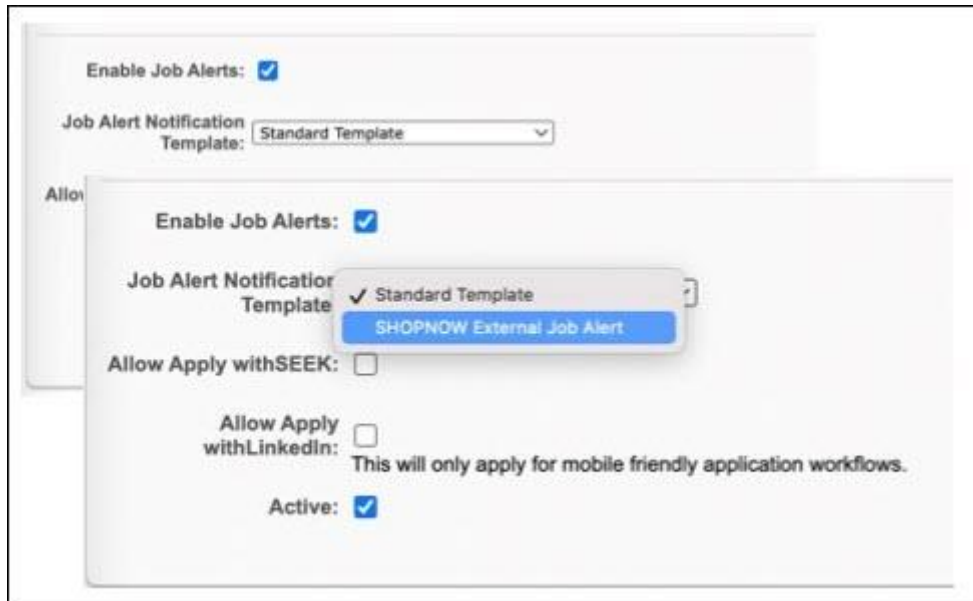 Enable Job Alerts:
Job Alert Notification
Template:
Standard Template
Enable Job Alerts:
Job Alert Notification
Template
Standard Template
SHOPNOW External Job Alert
Allow Apply withSEEK:
Allow Apply
withLinkedIn:
This will only apply for mobile friendly application workflows.
Active: